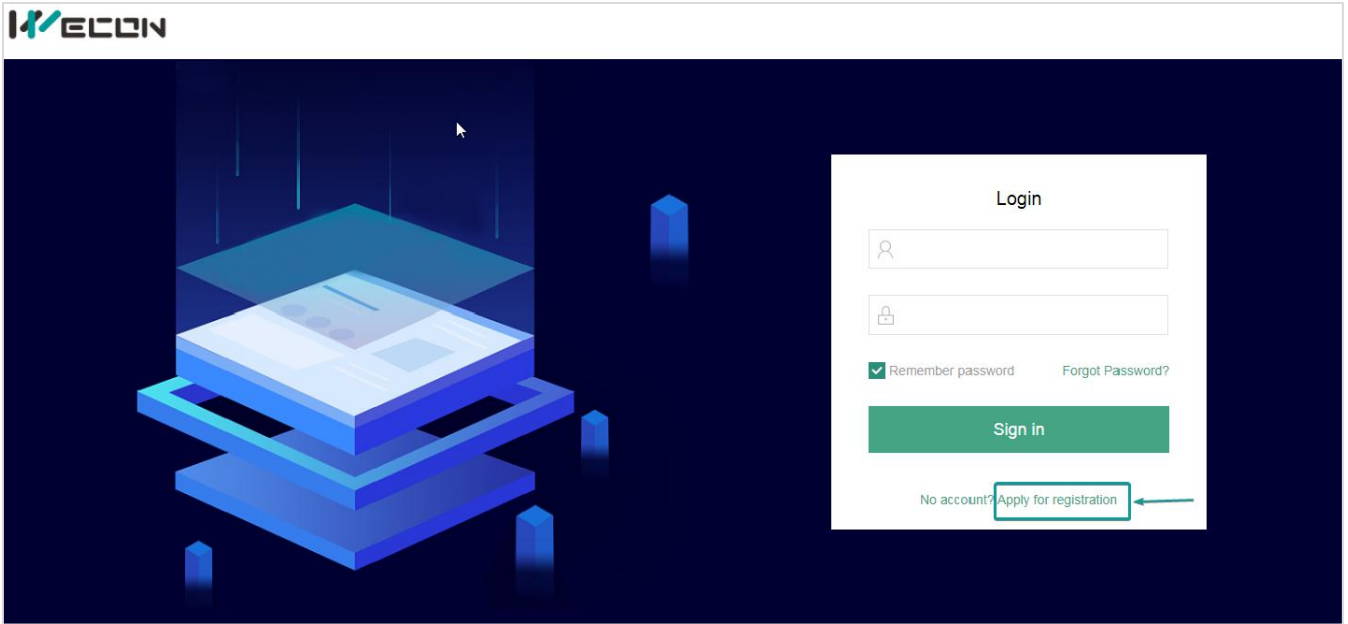 WECON
Login
Remember password Forgot Password?
Sign in
No account? Apply for registration